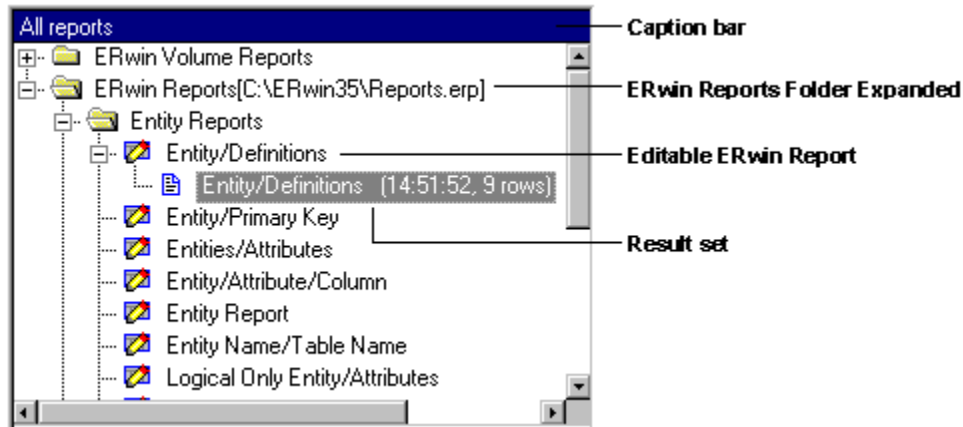 All reports Caption bar
ERwin Volume Reports
ERwin Reports[C:\ERwin35\Reports.erp] ERwin Reports Folder Expanded
Entity Reports
Entity/Definitions Editable ERwin Report
Entity/Definitions (14:51:52, 9 rows)
Entity/Primary Key
Entities/Attributes Result set
Entity/Attribute/Column
Entity Report
Entity Name/Table Name
Logical Only Entity/Attributes